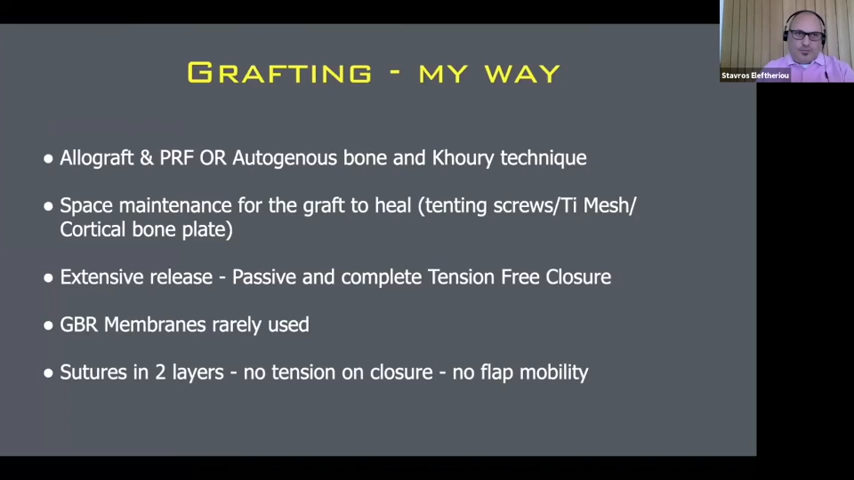 GRAFTING - MY WAY
Stavros Eleftheriou
● Allograft & PRF OR Autogenous bone and Khoury technique
● Space maintenance for the graft to heal (tenting screws/Ti Mesh/
Cortical bone plate)
● Extensive release - Passive and complete Tension Free Closure
● GBR Membranes rarely used
● Sutures in 2 layers - no tension on closure - no flap mobility